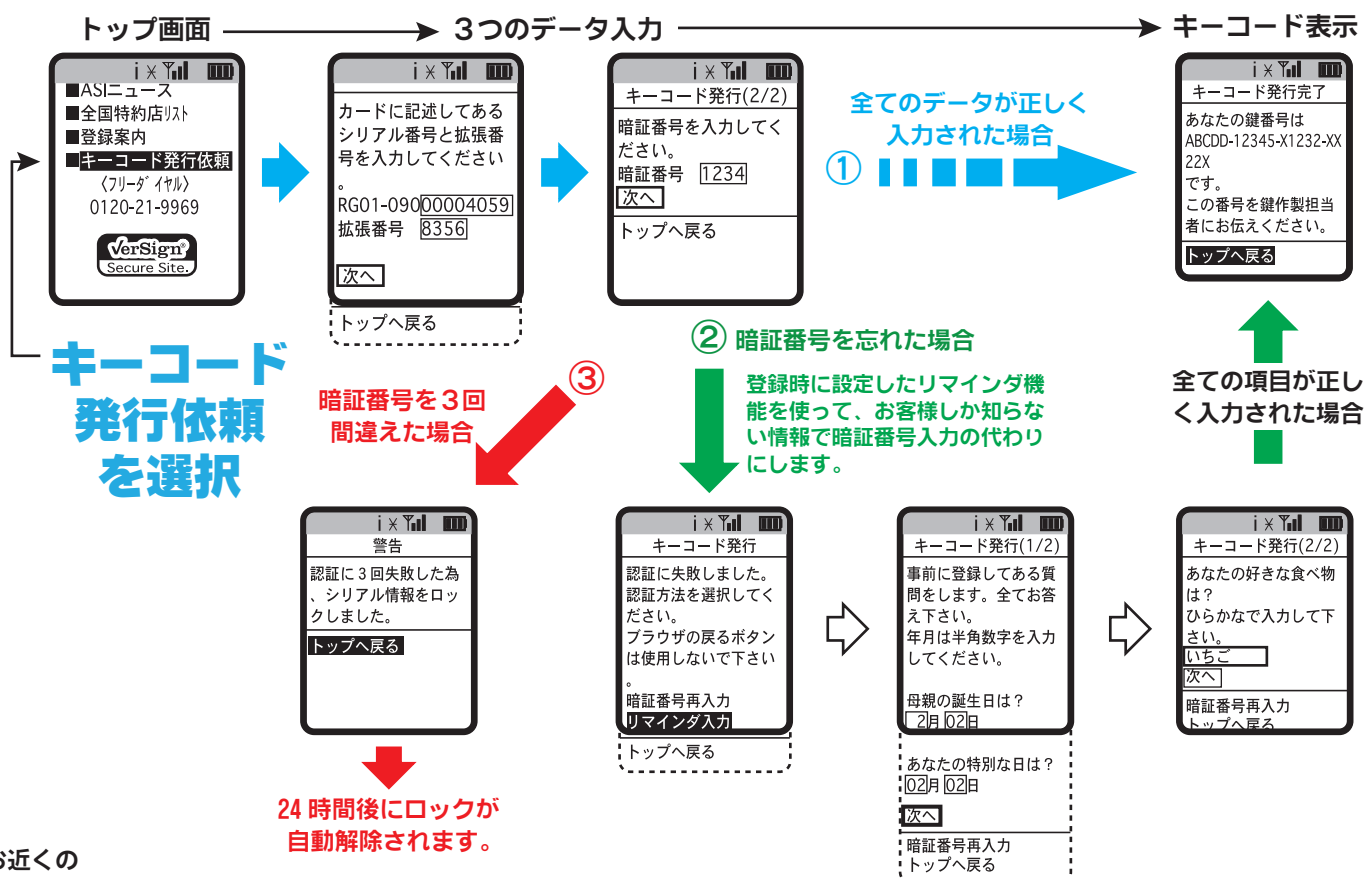 トップ画面
３つのデータ入力
キーコード表示
i
■ASIニュース
■全国特約店ﾘｽﾄ
■登録案内
■キーコード発行依頼
〈ﾌﾘｰﾀﾞｲﾔﾙ〉
0120-21-9969
VerSign®
Secure Site.
キーコード
発行依頼
を選択
i
カードに記述してある
シリアル番号と拡張番
号を入力してください
。
RG01-09000004059
拡張番号 8356
次へ
トップへ戻る
i
キーコード発行(2/2)
暗証番号を入力してく
ださい。
暗証番号 1234
次へ
トップへ戻る
①
全てのデータが正しく
入力された場合
i
キーコード発行完了
あなたの鍵番号は
ABCDD-12345-X1232-XX
22X
です。
この番号を鍵作製担当
者にお伝えください。
トップへ戻る
② 暗証番号を忘れた場合
登録時に設定したリマインダ機
能を使って、お客様しか知らな
い情報で暗証番号入力の代わり
にします。
③
暗証番号を３回
間違えた場合
全ての項目が正し
く入力された場合
i
警告
認証に３回失敗した為
、シリアル情報をロッ
クしました。
トップへ戻る
24 時間後にロックが
自動解除されます。
i
キーコード発行
認証に失敗しました。
認証方法を選択してく
ださい。
ブラウザの戻るボタン
は使用しないで下さい
。
暗証番号再入力
リマインダ入力
トップへ戻る
i
キーコード発行(1/2)
事前に登録してある質
問をします。全てお答
え下さい。
年月は半角数字を入力
してください。
母親の誕生日は？
2月 02日
あなたの特別な日は？
02月 02日
次へ
暗証番号再入力
トップへ戻る
i
キーコード発行(2/2)
あなたの好きな食べ物
は？
ひらかなで入力して下
さい。
いちご
次へ
暗証番号再入力
トップへ戻る
お近くの